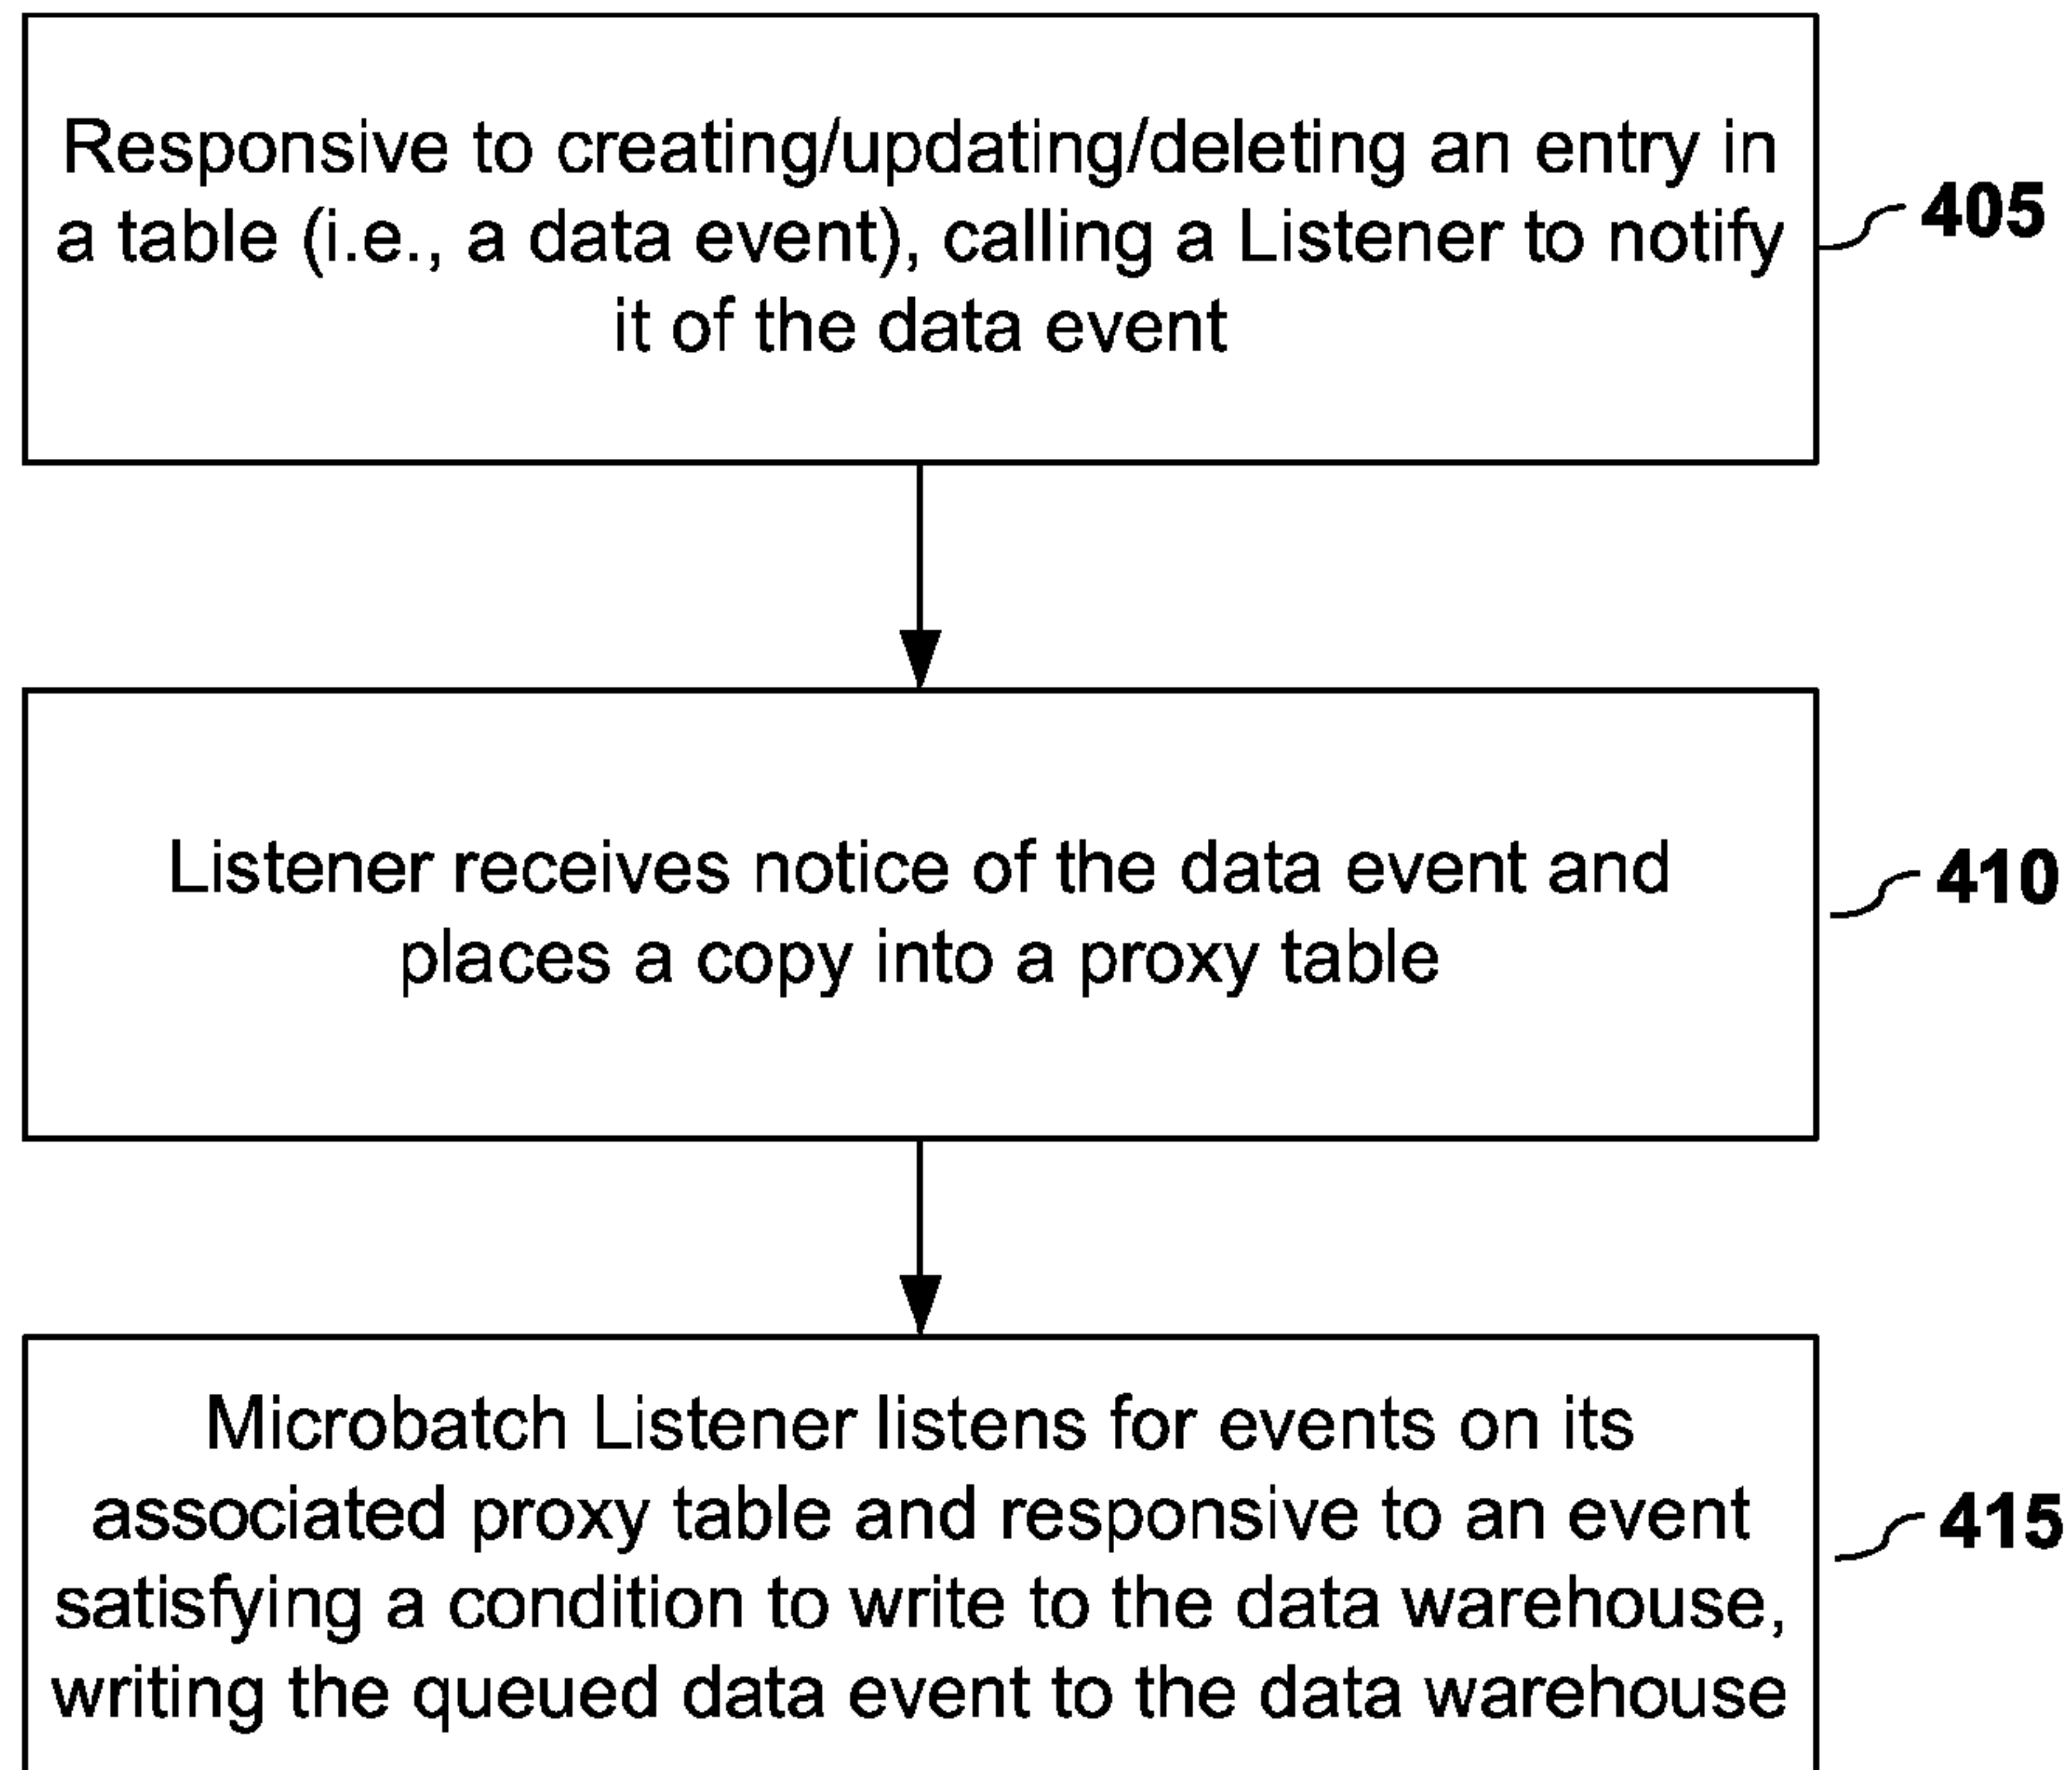 Responsive to creating/updating/deleting an entry in
a table (i.e., a data event), calling a Listener to notify
it of the data event
405
Listener receives notice of the data event and
places a copy into a proxy table
410
Microbatch Listener listens for events on its
associated proxy table and responsive to an event
satisfying a condition to write to the data warehouse,
writing the queued data event to the data warehouse
415